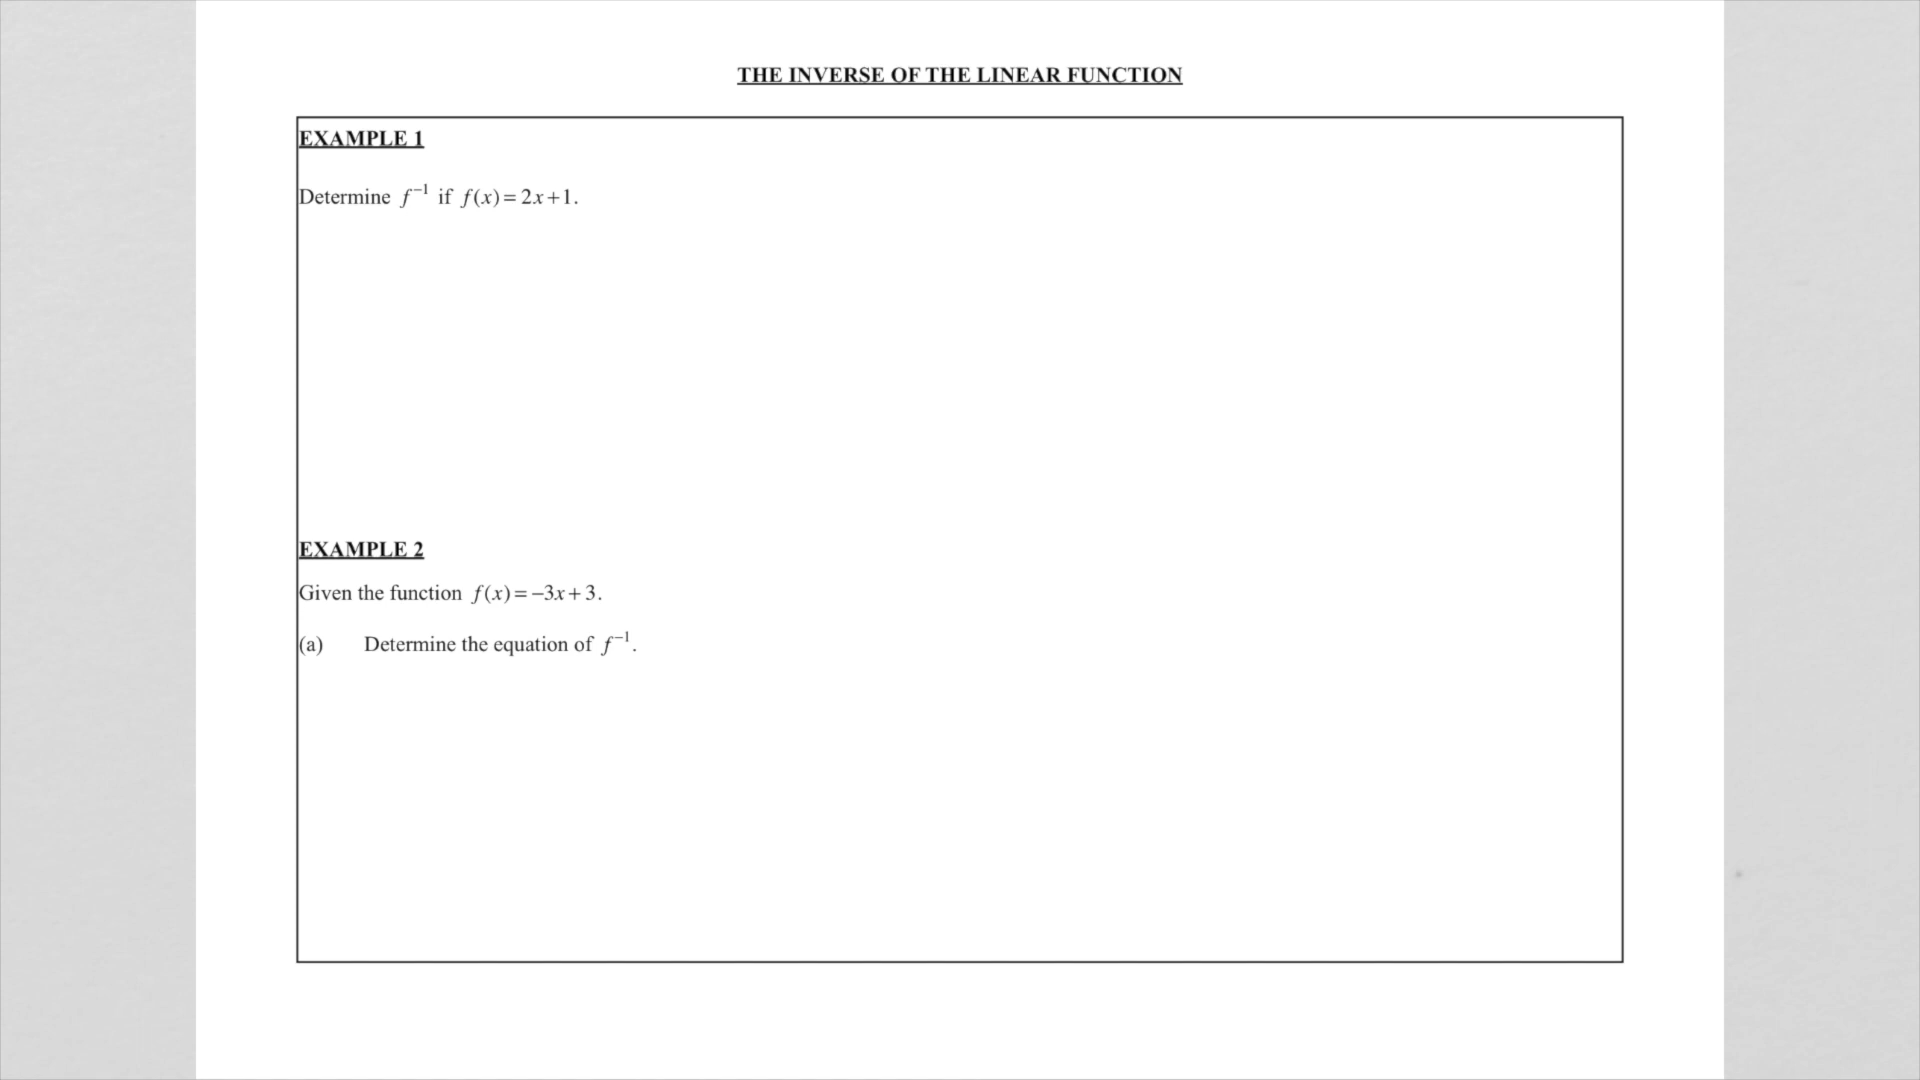 THE INVERSE OF THE LINEAR FUNCTION
EXAMPLE 1
Determine f⁻¹ if f(x)=2x+1.
EXAMPLE 2
Given the function f(x)=−3x+3.
(a) Determine the equation of f⁻¹.